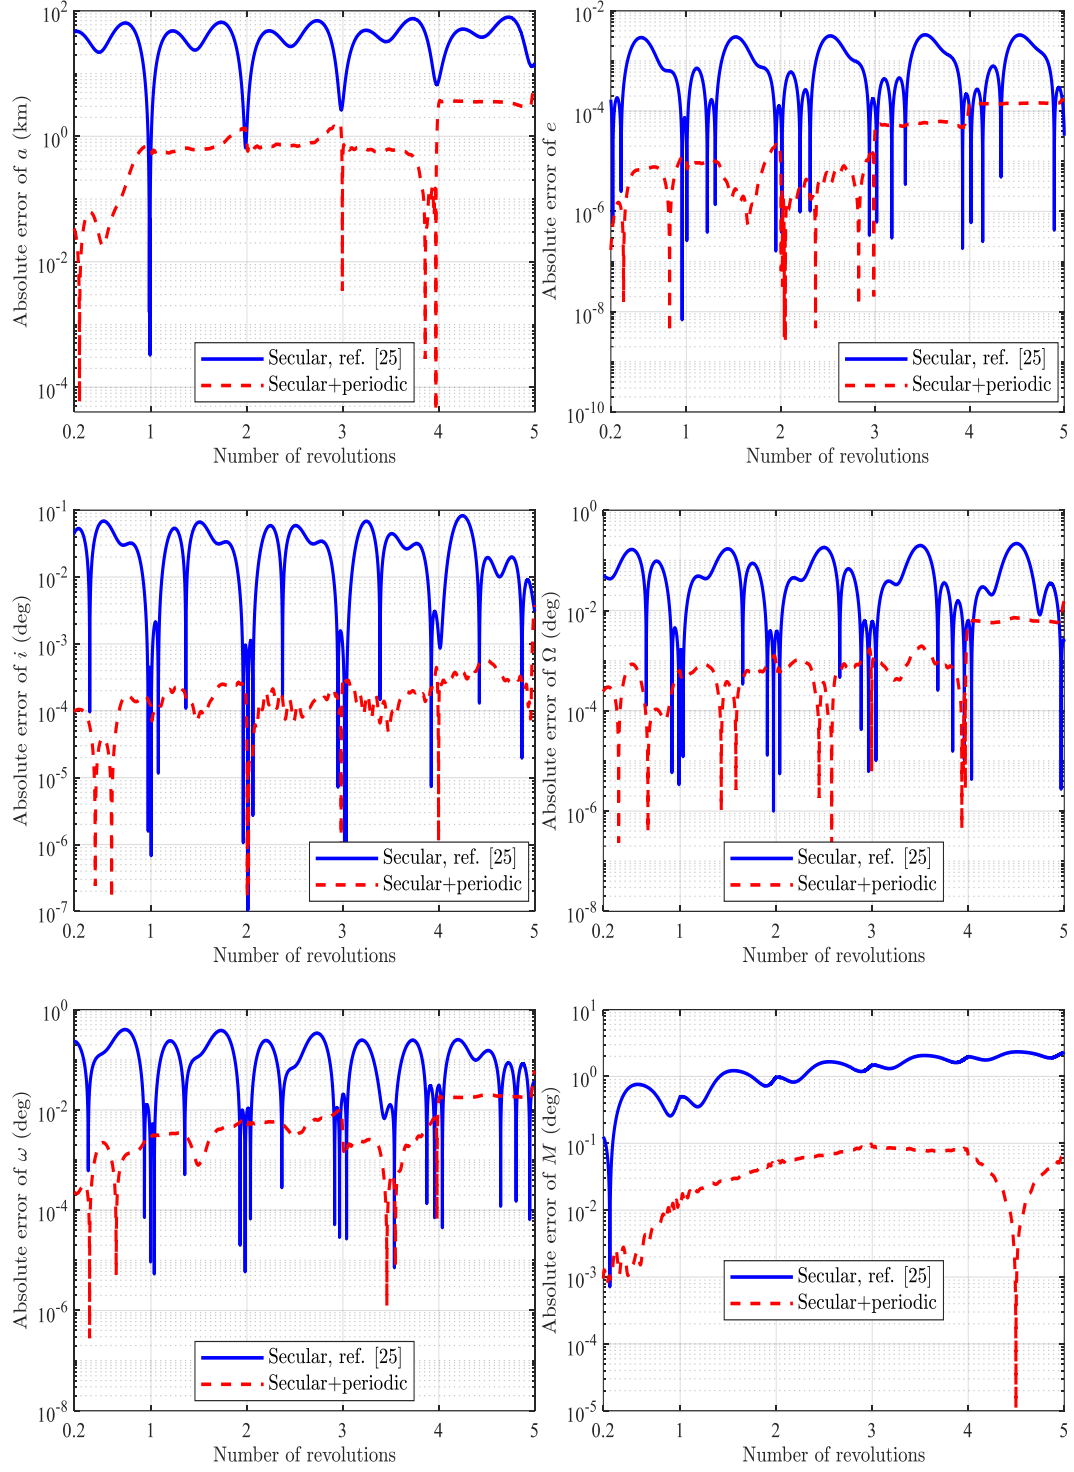 Absolute error of a (km)
10^2
10^0
10^-2
10^-4
0.2 1 2 3 4 5
Number of revolutions
Secular, ref. [25]
Secular+periodic
Absolute error of e
10^-2
10^-4
10^-6
10^-8
10^-10
0.2 1 2 3 4 5
Number of revolutions
Secular, ref. [25]
Secular+periodic
Absolute error of i (deg)
10^-1
10^-2
10^-3
10^-4
10^-5
10^-6
10^-7
0.2 1 2 3 4 5
Number of revolutions
Secular, ref. [25]
Secular+periodic
Absolute error of Ω (deg)
10^0
10^-2
10^-4
10^-6
10^-8
0.2 1 2 3 4 5
Number of revolutions
Secular, ref. [25]
Secular+periodic
Absolute error of ω (deg)
10^0
10^-2
10^-4
10^-6
10^-8
0.2 1 2 3 4 5
Number of revolutions
Secular, ref. [25]
Secular+periodic
Absolute error of M (deg)
10^1
10^0
10^-1
10^-2
10^-3
10^-4
10^-5
0.2 1 2 3 4 5
Number of revolutions
Secular, ref. [25]
Secular+periodic